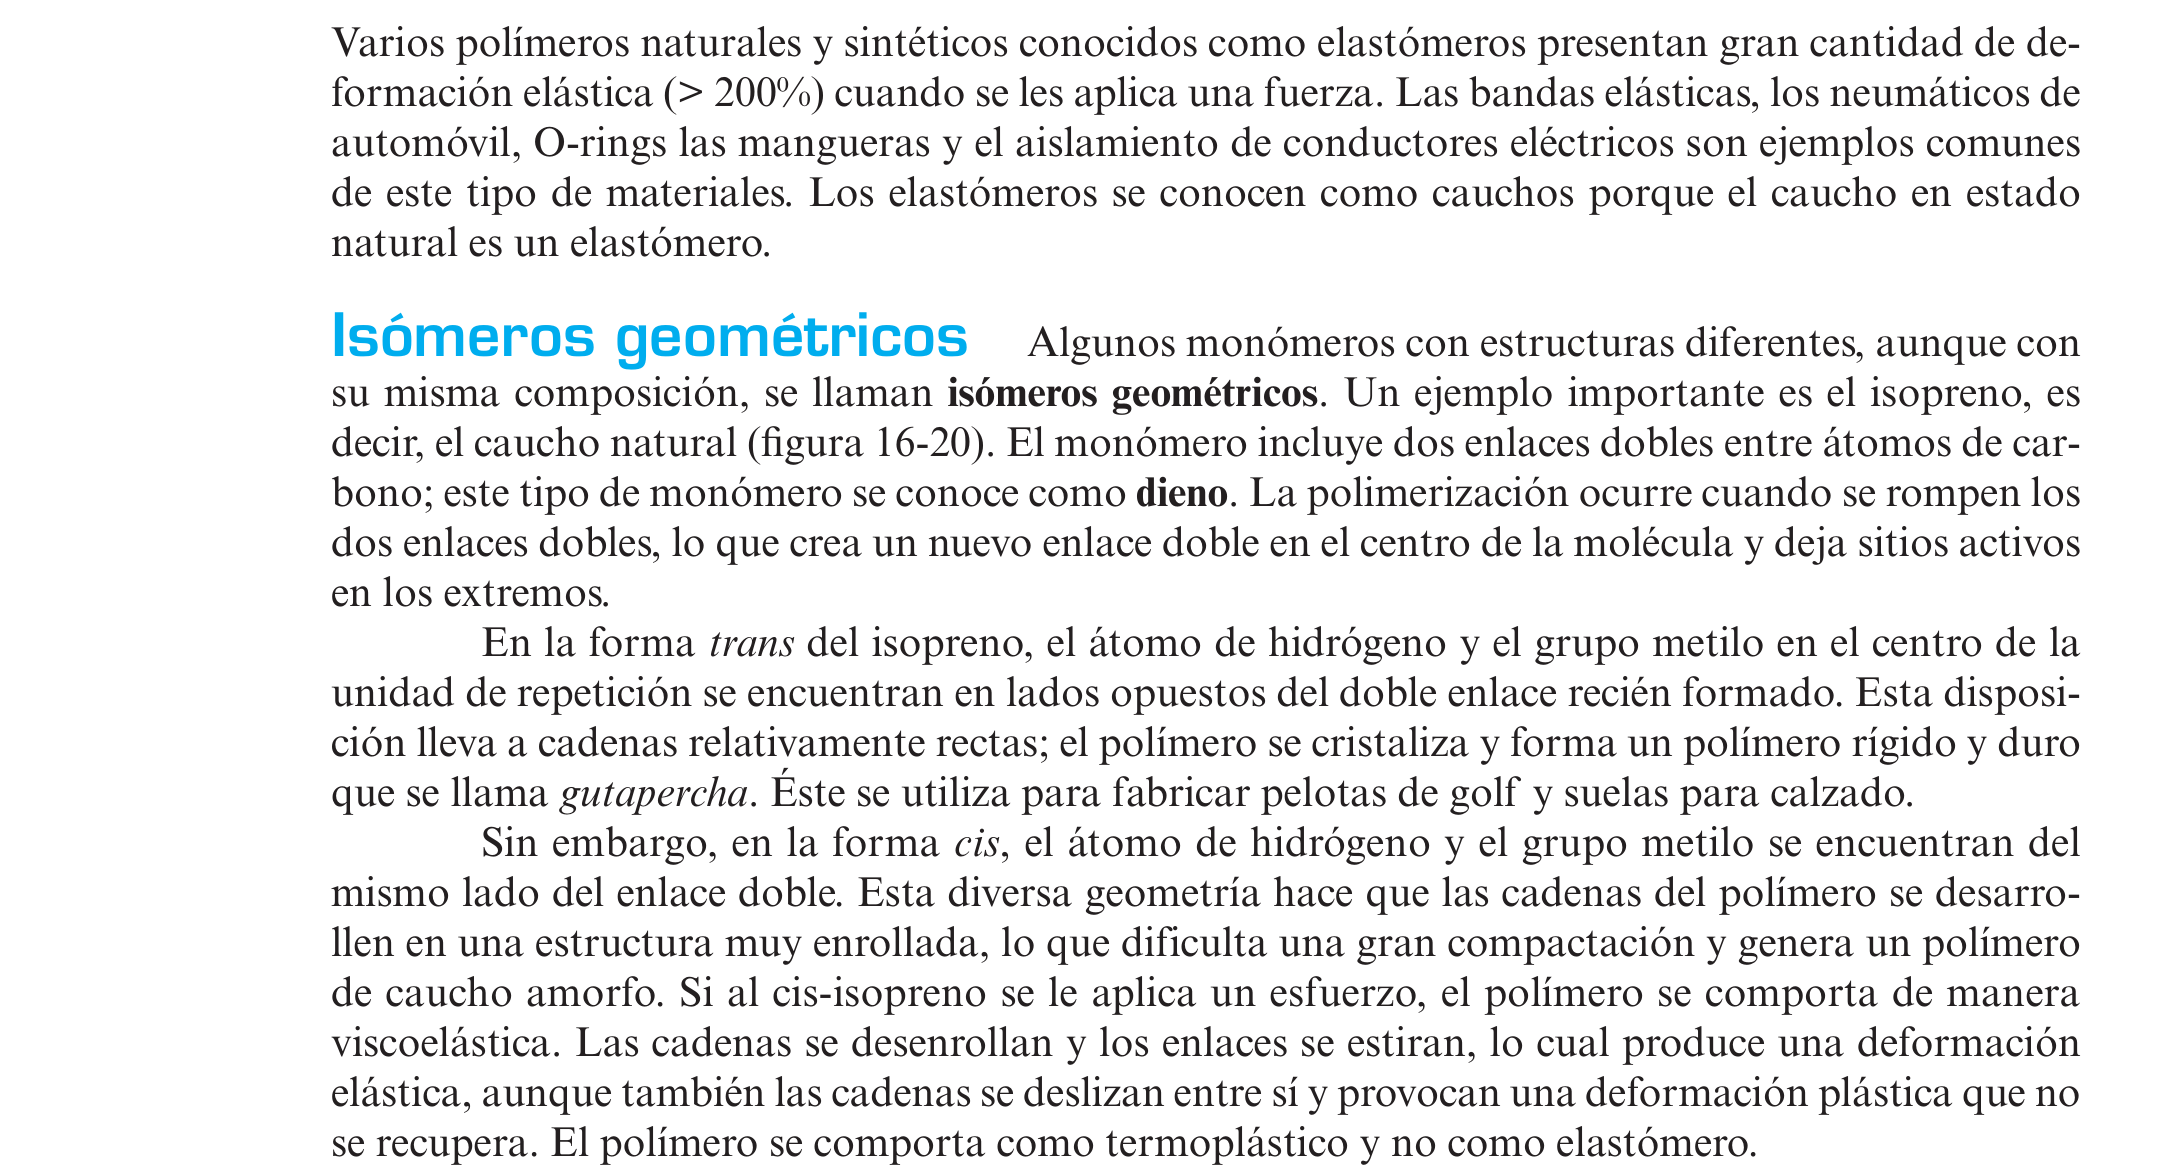 Varios polímeros naturales y sintéticos conocidos como elastómeros presentan gran cantidad de de-
formación elástica (> 200%) cuando se les aplica una fuerza. Las bandas elásticas, los neumáticos de
automóvil, O-rings las mangueras y el aislamiento de conductores eléctricos son ejemplos comunes
de este tipo de materiales. Los elastómeros se conocen como cauchos porque el caucho en estado
natural es un elastómero.
Isómeros geométricos Algunos monómeros con estructuras diferentes, aunque con
su misma composición, se llaman isómeros geométricos. Un ejemplo importante es el isopreno, es
decir, el caucho natural (figura 16-20). El monómero incluye dos enlaces dobles entre átomos de car-
bono; este tipo de monómero se conoce como dieno. La polimerización ocurre cuando se rompen los
dos enlaces dobles, lo que crea un nuevo enlace doble en el centro de la molécula y deja sitios activos
en los extremos.
En la forma trans del isopreno, el átomo de hidrógeno y el grupo metilo en el centro de la
unidad de repetición se encuentran en lados opuestos del doble enlace recién formado. Esta disposi-
ción lleva a cadenas relativamente rectas; el polímero se cristaliza y forma un polímero rígido y duro
que se llama gutapercha. Éste se utiliza para fabricar pelotas de golf y suelas para calzado.
Sin embargo, en la forma cis, el átomo de hidrógeno y el grupo metilo se encuentran del
mismo lado del enlace doble. Esta diversa geometría hace que las cadenas del polímero se desarro-
llen en una estructura muy enrollada, lo que dificulta una gran compactación y genera un polímero
de caucho amorfo. Si al cis-isopreno se le aplica un esfuerzo, el polímero se comporta de manera
viscoelástica. Las cadenas se desenrollan y los enlaces se estiran, lo cual produce una deformación
elástica, aunque también las cadenas se deslizan entre sí y provocan una deformación plástica que no
se recupera. El polímero se comporta como termoplástico y no como elastómero.